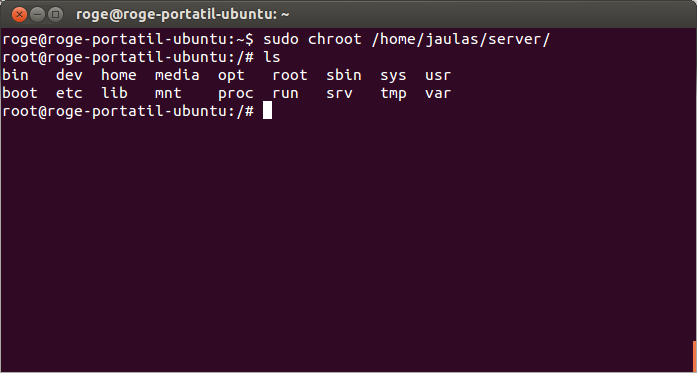 roge@roge-portatil-ubuntu: ~
roge@roge-portatil-ubuntu:~$ sudo chroot /home/jaulas/server/
root@roge-portatil-ubuntu:/# ls
bin   dev  home  media  opt   root  sbin  sys  usr
boot  etc  lib   mnt    proc  run   srv   tmp  var
root@roge-portatil-ubuntu:/#